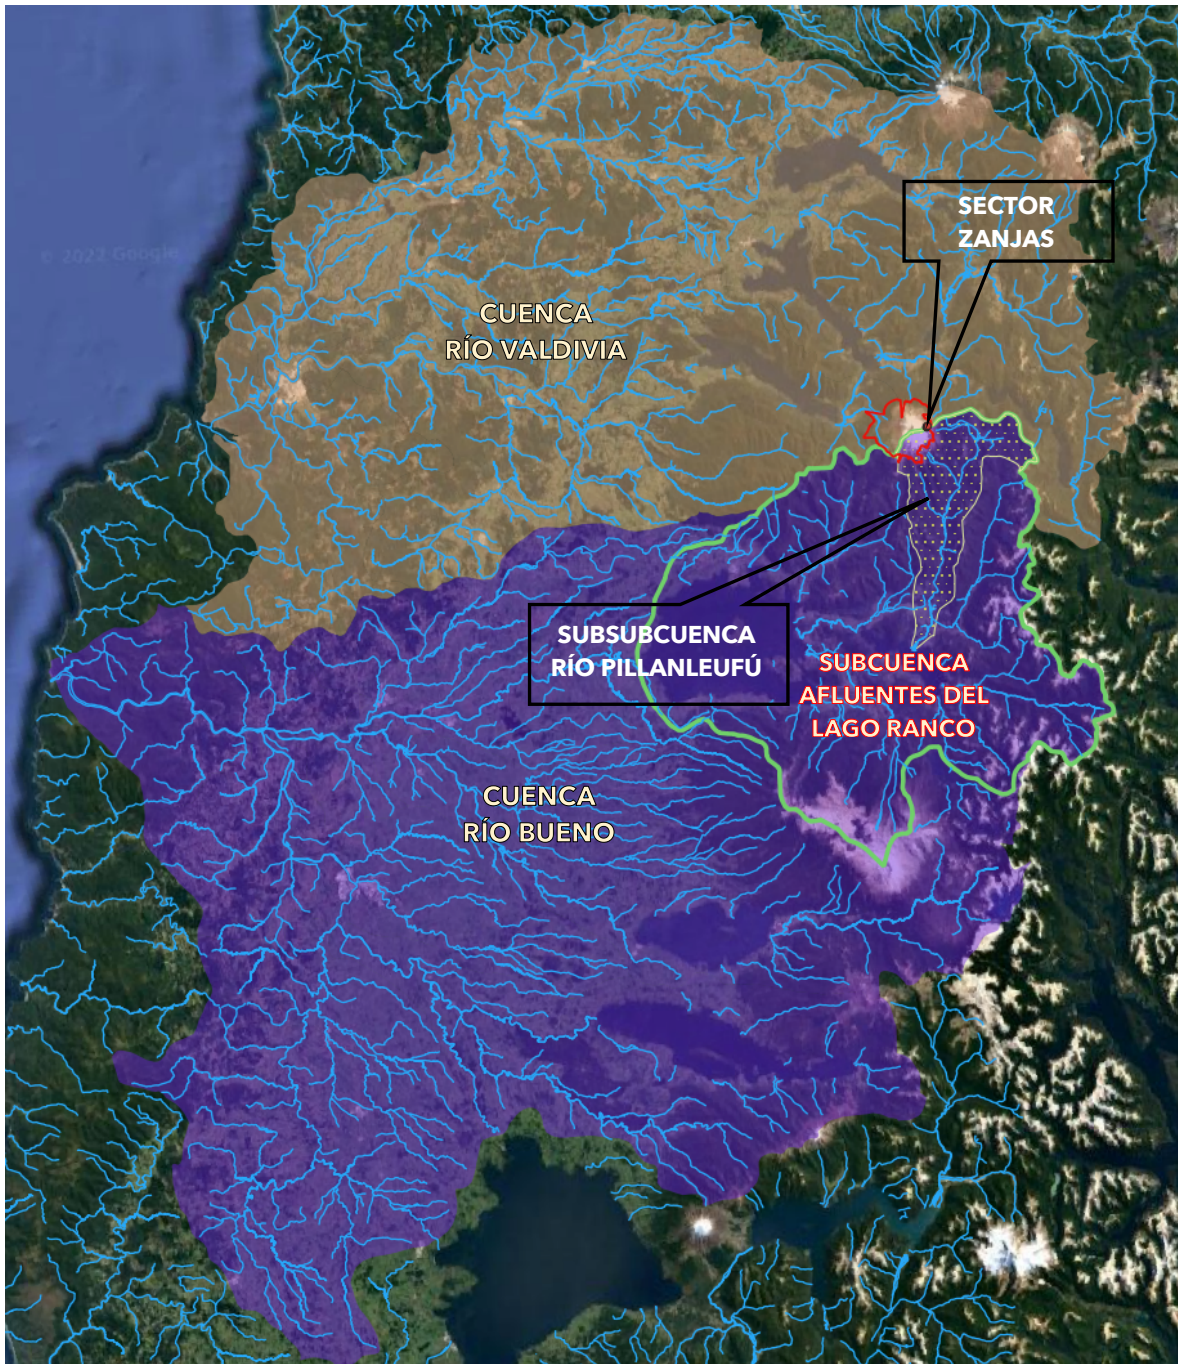 SECTOR
ZANJAS
© 2022 Google
CUENCA
RÍO VALDIVIA
SUBSUBCUENCA
RÍO PILLANLEUFÚ
SUBCUENCA
AFLUENTES DEL
LAGO RANCO
CUENCA
RÍO BUENO